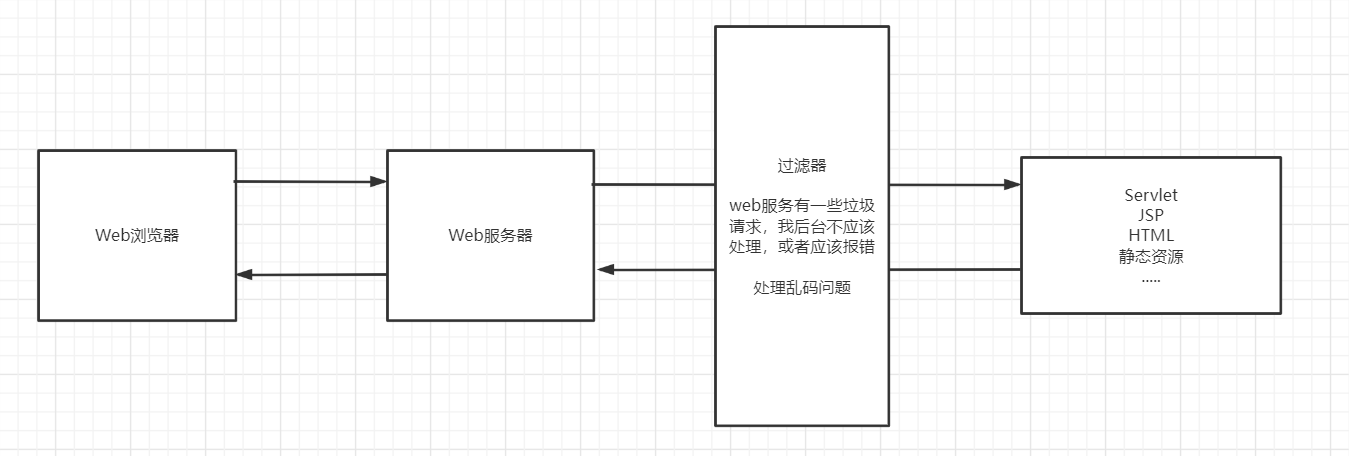 Web浏览器
Web服务器
过滤器
web服务有一些垃圾
请求，我后台不应该
处理，或者应该报错
处理乱码问题
Servlet
JSP
HTML
静态资源
.....